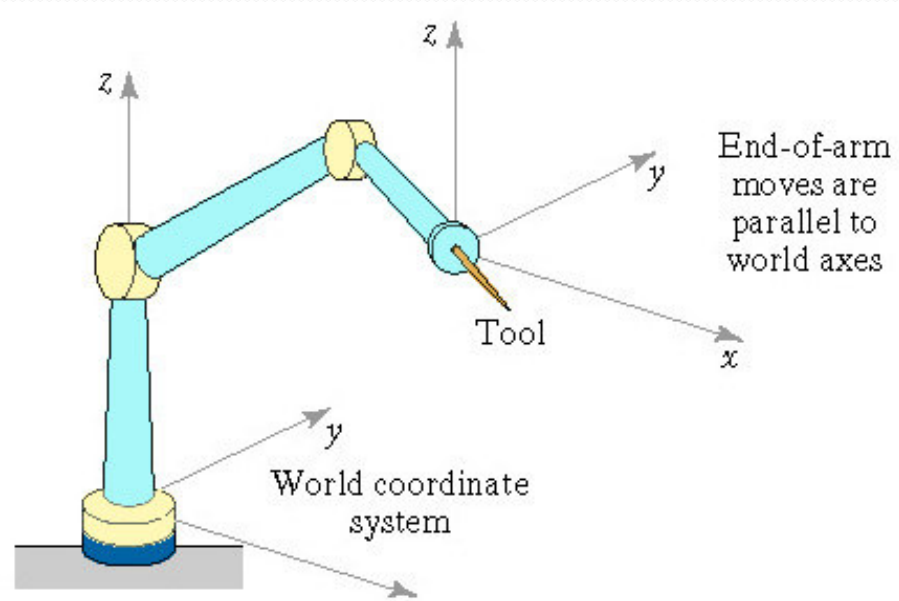 z
z
y
End-of-arm
moves are
parallel to
world axes
Tool
x
y
World coordinate
system